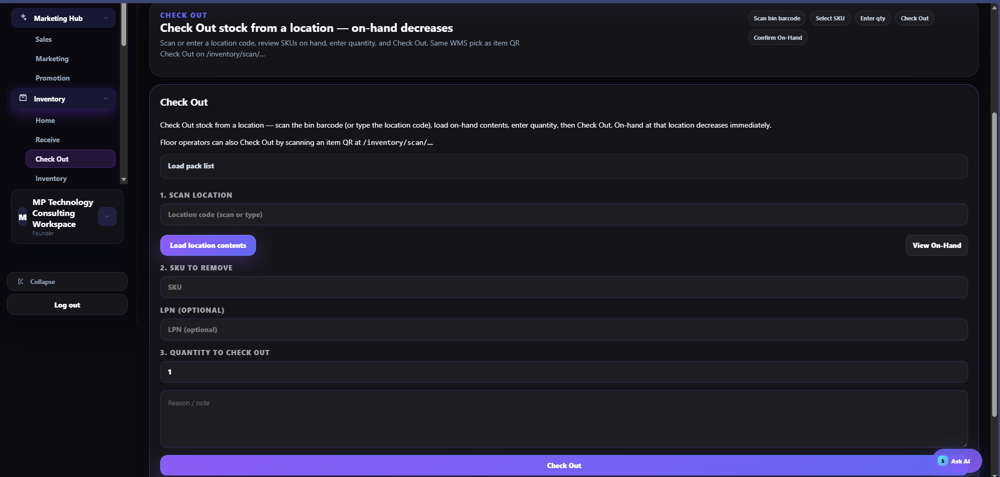 Marketing Hub
Sales
Marketing
Promotion
Inventory
Home
Receive
Check Out
Inventory
M
MP Technology
Consulting
Workspace
Founder
Collapse
Log out
CHECK OUT
Check Out stock from a location — on-hand decreases
Scan or enter a location code, review SKUs on hand, enter quantity, and Check Out. Same WMS pick as item QR
Check Out on /inventory/scan/...
Scan bin barcode
Select SKU
Enter qty
Check Out
Confirm On-Hand
Check Out
Check Out stock from a location — scan the bin barcode (or type the location code), load on-hand contents, enter quantity, then Check Out. On-hand at that location decreases immediately.
Floor operators can also Check Out by scanning an item QR at /inventory/scan/….
Load pack list
1. SCAN LOCATION
Location code (scan or type)
Load location contents
View On-Hand
2. SKU TO REMOVE
SKU
LPN (OPTIONAL)
LPN (optional)
3. QUANTITY TO CHECK OUT
1
Reason / note
Check Out
S
Ask AI